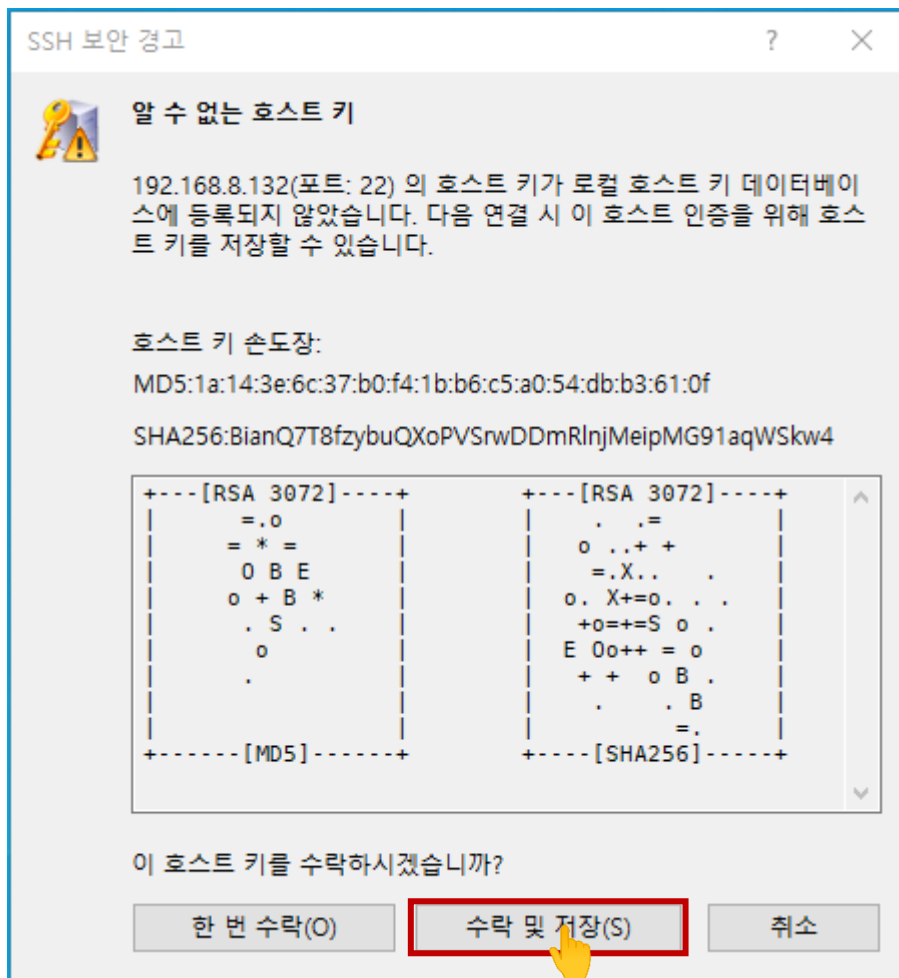 SSH 보안 경고
알 수 없는 호스트 키
192.168.8.132(포트: 22) 의 호스트 키가 로컬 호스트 키 데이터베이
스에 등록되지 않았습니다. 다음 연결 시 이 호스트 인증을 위해 호스
트 키를 저장할 수 있습니다.
호스트 키 손도장:
MD5:1a:14:3e:6c:37:b0:f4:1b:b6:c5:a0:54:db:b3:61:0f
SHA256:BianQ7T8fzybuQXoPVSrwDDmRlnjMeipMG91aqWSkw4
+---[RSA 3072]----+        +---[RSA 3072]----+
|      =.o        |        |    .  .=        |
|     = * =       |        |   o ..+ +       |
|      O B E      |        |    =.X..   .    |
|     o + B *     |        |  o. X+=o. . .   |
|      . S . .    |        |   +o=+=S o .    |
|       o         |        |  E Oo++ = o     |
|      .          |        |   + +  o B .    |
|                 |        |    .    . B     |
|                 |        |          =.     |
+------[MD5]------+        +----[SHA256]-----+
이 호스트 키를 수락하시겠습니까?
한 번 수락(O) 수락 및 저장(S) 취소